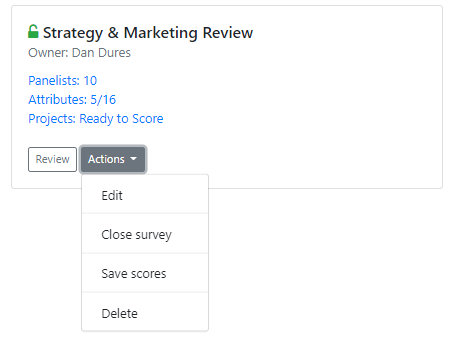 Strategy & Marketing Review
Owner: Dan Dures
Panelists: 10
Attributes: 5/16
Projects: Ready to Score
Review Actions
Edit
Close survey
Save scores
Delete